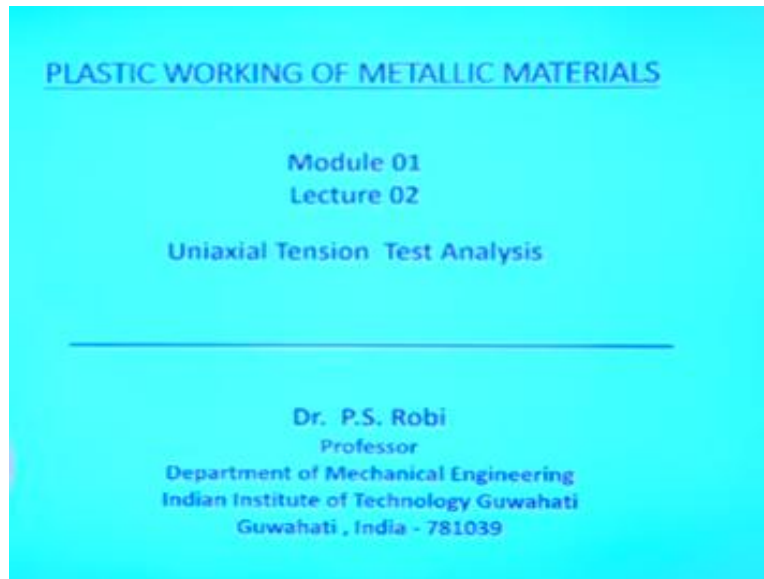 PLASTIC WORKING OF METALLIC MATERIALS
Module 01
Lecture 02
Uniaxial Tension Test Analysis
Dr. P.S. Robi
Professor
Department of Mechanical Engineering
Indian Institute of Technology Guwahati
Guwahati , India - 781039